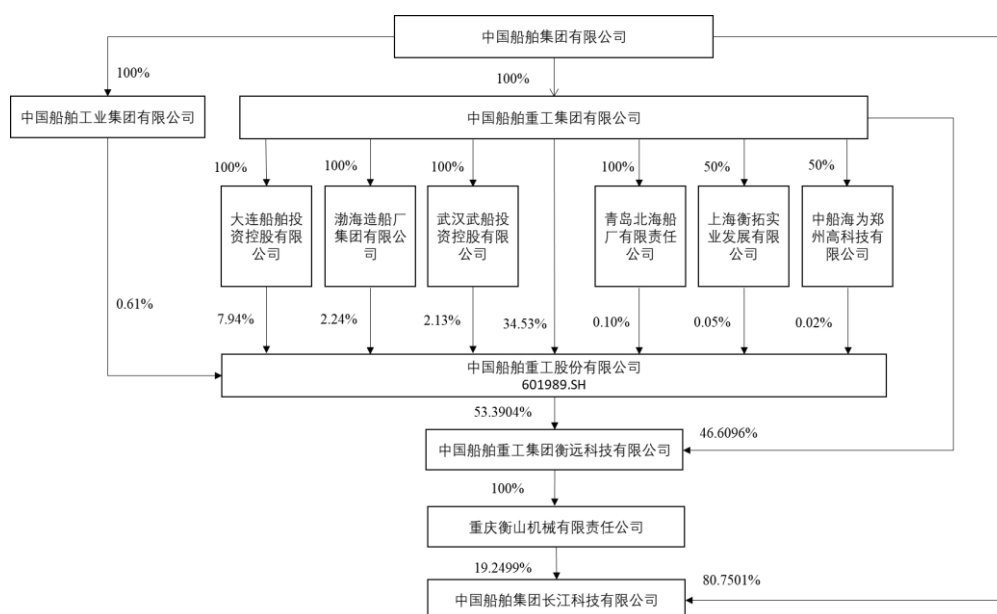 中国船舶集团有限公司
100%
100%
中国船舶工业集团有限公司
中国船舶重工集团有限公司
100%
100%
100%
100%
50%
50%
大连船舶投
资控股有限
公司
渤海造船厂
集团有限公
司
武汉武船投
资控股有限
公司
青岛北海船
厂有限责任
公司
上海衡拓实
业发展有限
公司
中船海为郑
州高科技有
限公司
0.61%
7.94%
2.24%
2.13%
34.53%
0.10%
0.05%
0.02%
中国船舶重工股份有限公司
601989.SH
53.3904%
46.6096%
中国船舶重工集团衡远科技有限公司
100%
重庆衡山机械有限责任公司
19.2499%
80.7501%
中国船舶集团长江科技有限公司